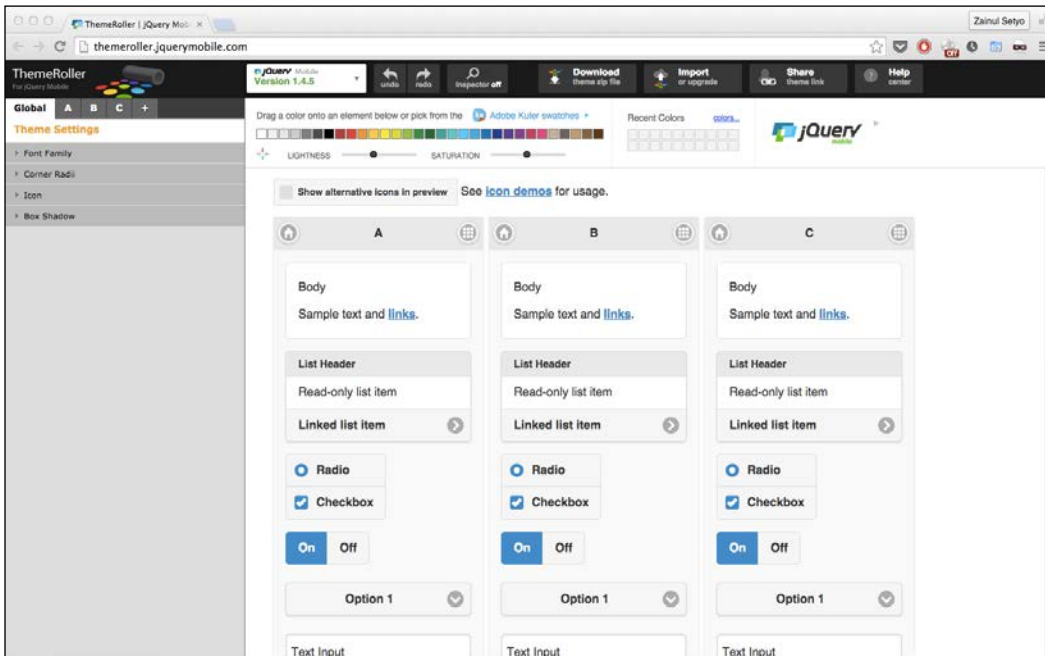 ThemeRoller | jQuery Mob
Zainul Setyo
themeroller.jquerymobile.com
ThemeRoller
For jQuery Mobile
jQuery Mobile
Version 1.4.5
undo
redo
inspector off
Download
theme zip file
Import
or upgrade
Share
theme link
Help
center
Global A B C +
Theme Settings
Font Family
Corner Radii
Icon
Box Shadow
Drag a color onto an element below or pick from the Adobe Kuler swatches
LIGHTNESS
SATURATION
Recent Colors
colors...
jQuery
mobile
Show alternative icons in preview
See icon demos for usage.
A
Body
Sample text and links.
List Header
Read-only list item
Linked list item
Radio
Checkbox
On Off
Option 1
Text Input
B
Body
Sample text and links.
List Header
Read-only list item
Linked list item
Radio
Checkbox
On Off
Option 1
Text Input
C
Body
Sample text and links.
List Header
Read-only list item
Linked list item
Radio
Checkbox
On Off
Option 1
Text Input